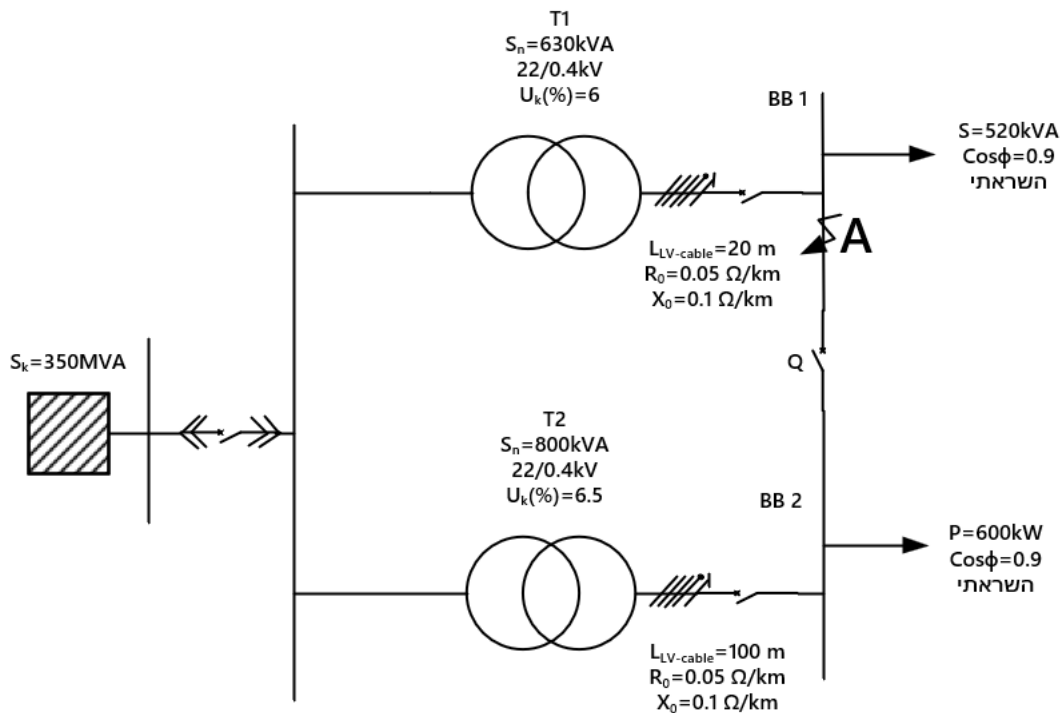 T1
Sₙ=630kVA
22/0.4kV
Uₖ(%)=6
BB 1
S=520kVA
Cosϕ=0.9
השראתי
A
L_LV-cable=20 m
R₀=0.05 Ω/km
X₀=0.1 Ω/km
Sₖ=350MVA
Q
T2
Sₙ=800kVA
22/0.4kV
Uₖ(%)=6.5
BB 2
P=600kW
Cosϕ=0.9
השראתי
L_LV-cable=100 m
R₀=0.05 Ω/km
X₀=0.1 Ω/km